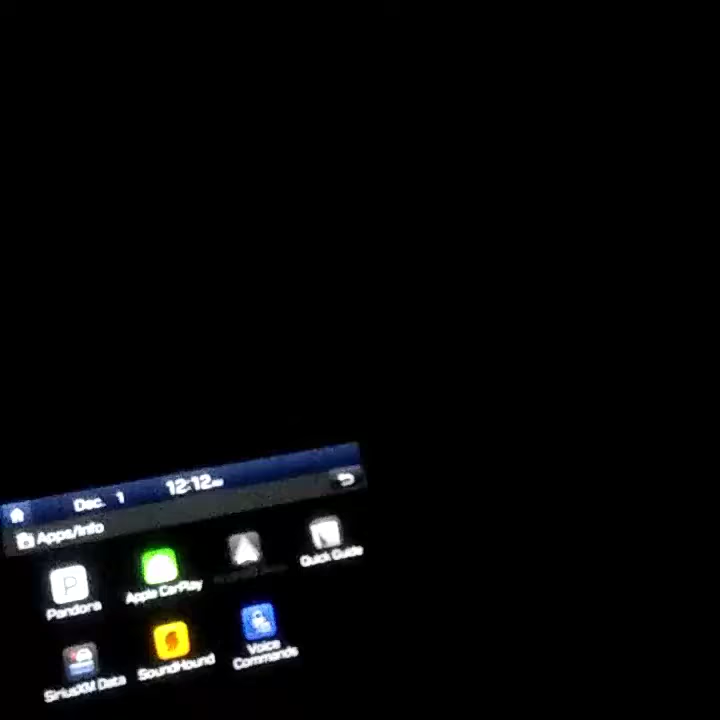 Dec. 1 12:12
Apps/Info
Pandora
Apple CarPlay
Quick Guide
SiriusXM Data
SoundHound
Voice
Commands